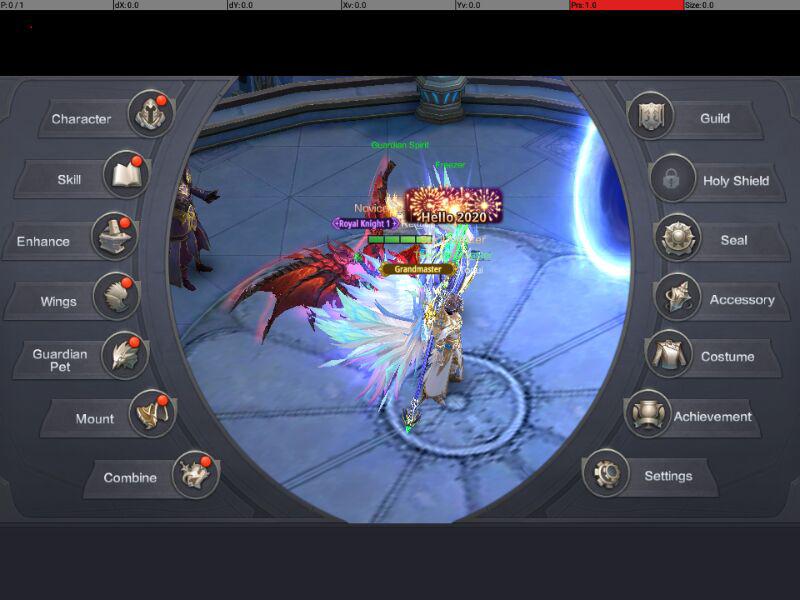 P: 0 / 1
dX: 0.0
dY: 0.0
Xv: 0.0
Yv: 0.0
Prs: 1.0
Size: 0.0
Character
Skill
Enhance
Wings
Guardian
Pet
Mount
Combine
Guardian Spirit
Freezer
Hello 2020
Royal Knight 1
Grandmaster
Guild
Holy Shield
Seal
Accessory
Costume
Achievement
Settings